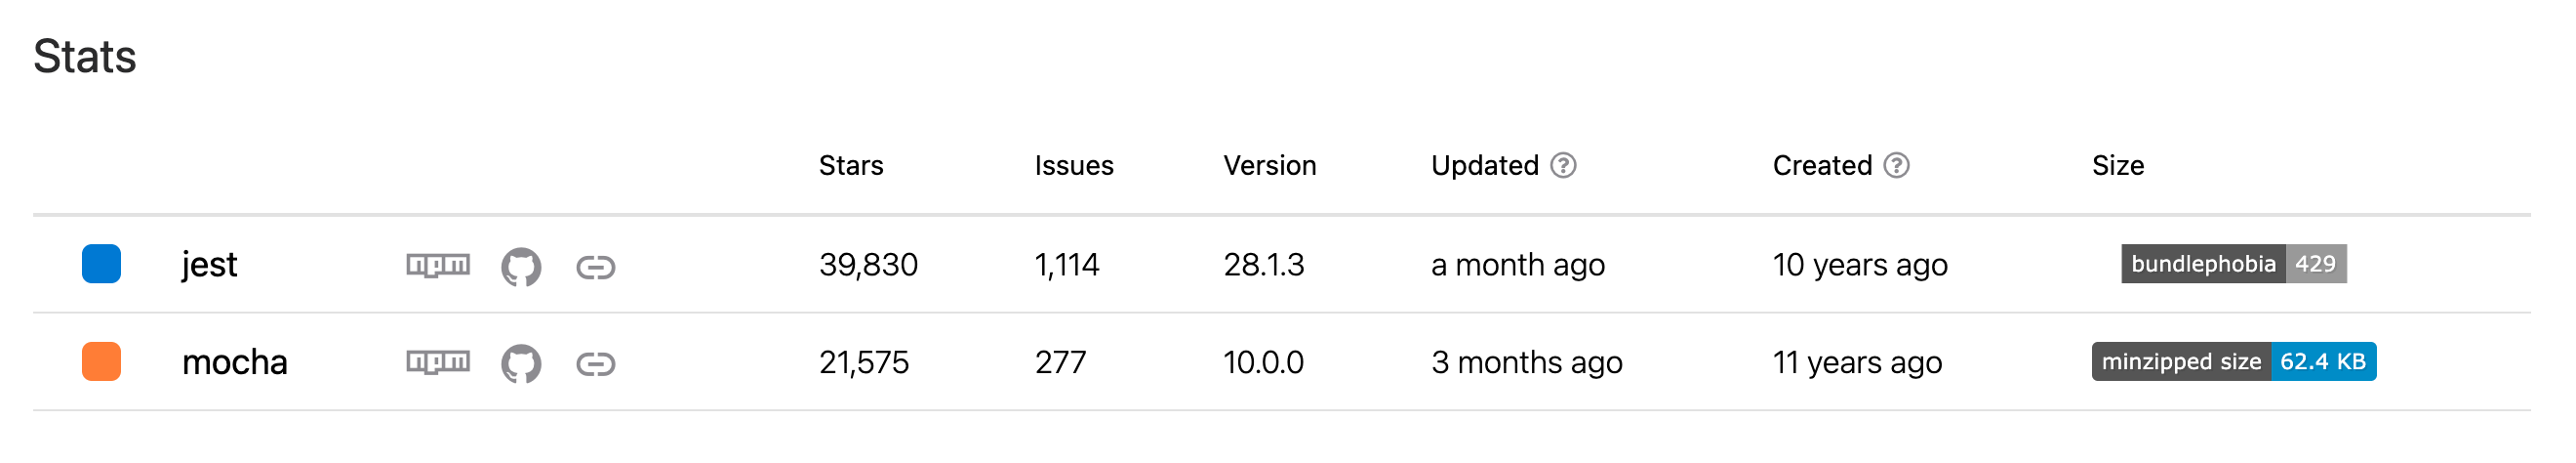 Stats
Stars Issues Version Updated ? Created ? Size
jest npm 39,830 1,114 28.1.3 a month ago 10 years ago bundlephobia 429
mocha npm 21,575 277 10.0.0 3 months ago 11 years ago minzipped size 62.4 KB